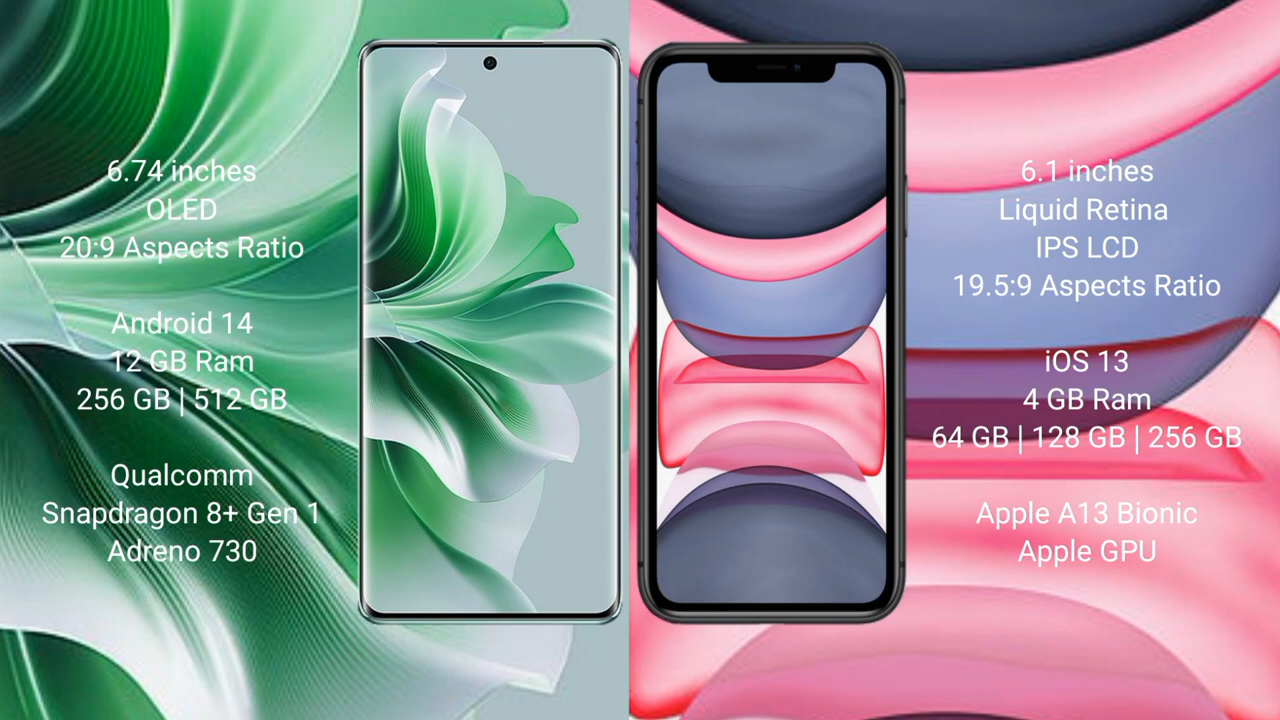 6.74 inches
OLED
20:9 Aspects Ratio
Android 14
12 GB Ram
256 GB | 512 GB
Qualcomm
Snapdragon 8+ Gen 1
Adreno 730
6.1 inches
Liquid Retina
IPS LCD
19.5:9 Aspects Ratio
iOS 13
4 GB Ram
64 GB | 128 GB | 256 GB
Apple A13 Bionic
Apple GPU